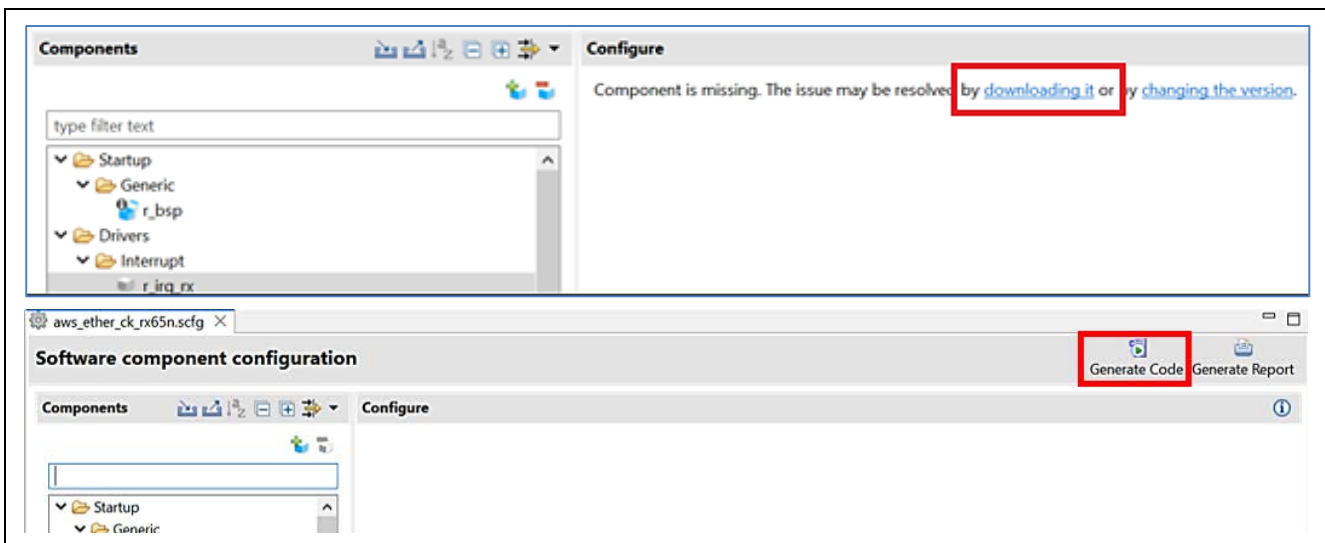 Components
Configure
Component is missing. The issue may be resolved by downloading it or by changing the version.
type filter text
Startup
Generic
r_bsp
Drivers
Interrupt
r_irq_rx
aws_ether_ck_rx65n.scfg
Software component configuration
Generate Code Generate Report
Components
Configure
Startup
Generic